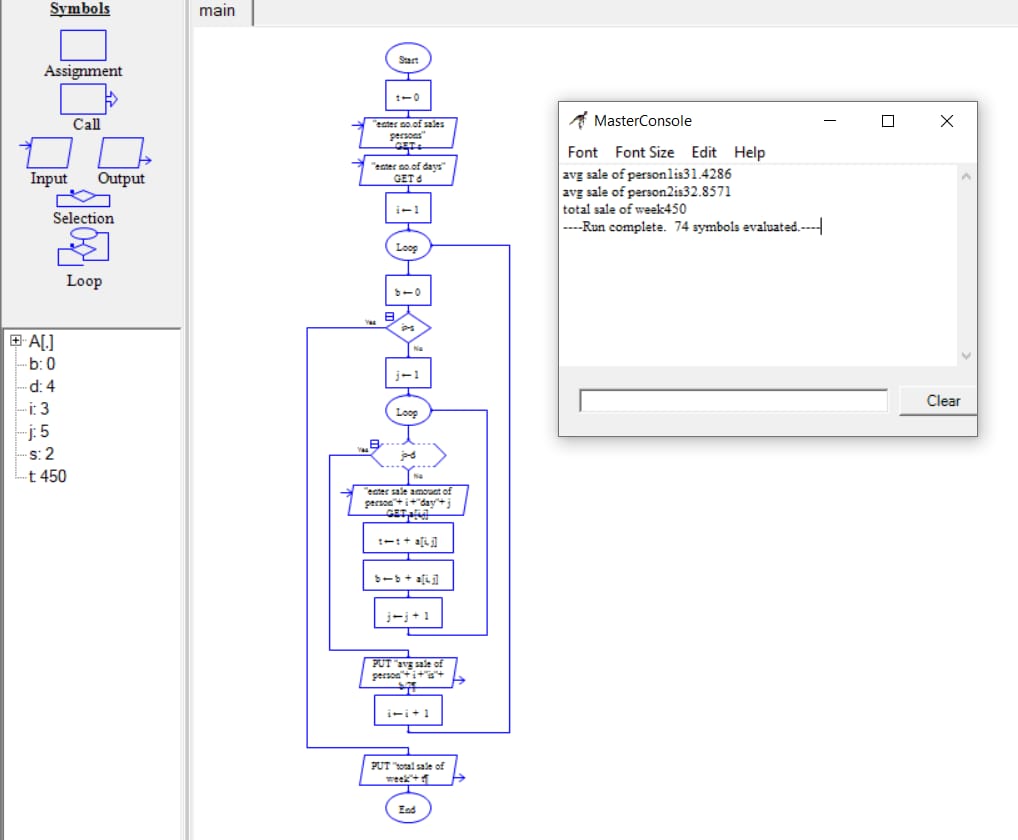 Symbols
Assignment
Call
Input Output
Selection
Loop
A[,]
b: 0
d: 4
i: 3
j: 5
s: 2
t: 450
main
Start
t←0
"enter no.of sales
persons"
GET s
"enter no.of days"
GET d
i←1
Loop
b←0
Yes
i>s
No
j←1
Loop
Yes
j>d
No
"enter sale amount of
person"+ i +"day"+ j
GET a[i,j]
t←t + a[i,j]
b←b + a[i,j]
j←j + 1
PUT "avg sale of
person"+ i +"is"+
b/7¶
i←i + 1
PUT "total sale of
week"+ t¶
End
MasterConsole
Font Font Size Edit Help
avg sale of person1is31.4286
avg sale of person2is32.8571
total sale of week450
----Run complete.  74 symbols evaluated.----
Clear